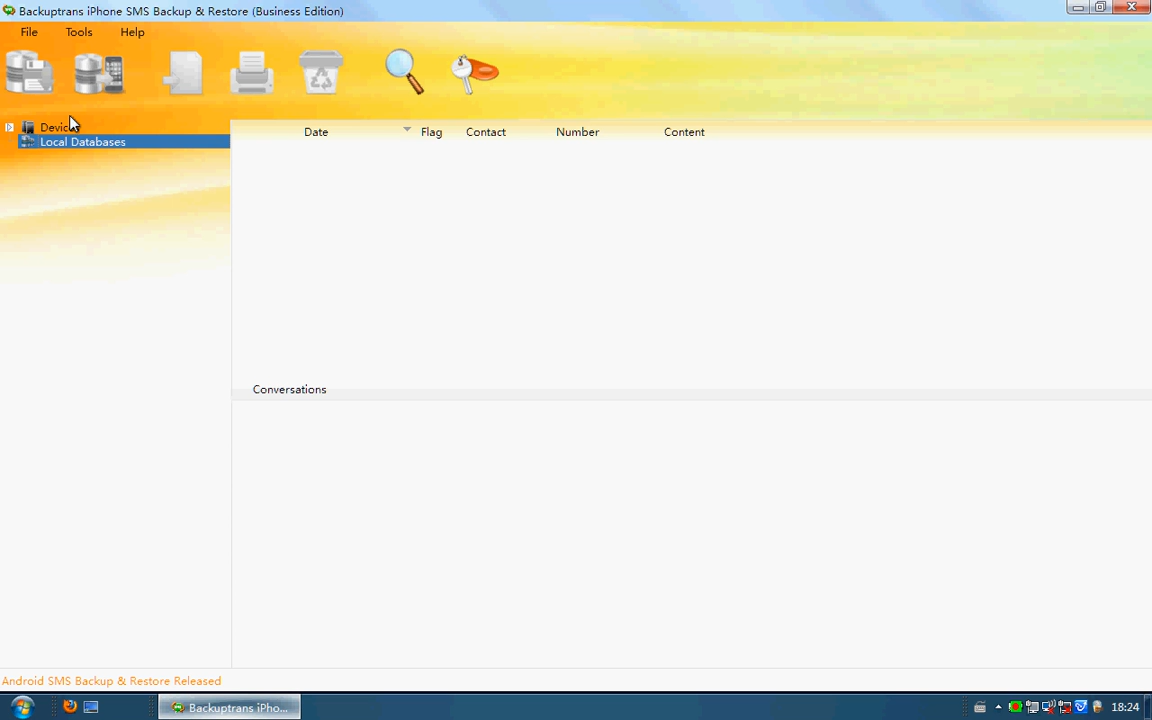 Backuptrans iPhone SMS Backup & Restore (Business Edition)
File Tools Help
Devices
Local Databases
Date Flag Contact Number Content
Conversations
Android SMS Backup & Restore Released
Backuptrans iPho...
18:24